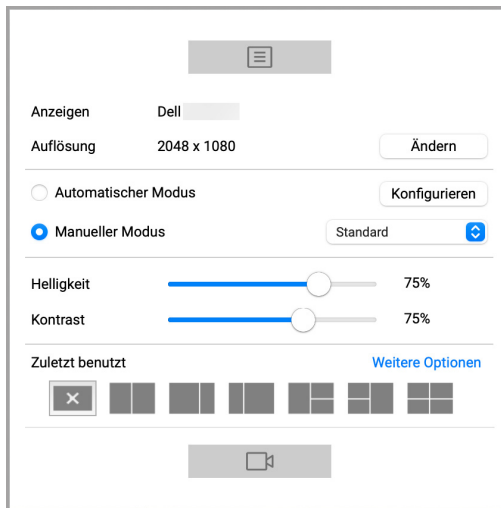 Anzeigen Dell
Auflösung 2048 x 1080 Ändern
Automatischer Modus Konfigurieren
Manueller Modus Standard
Helligkeit 75%
Kontrast 75%
Zuletzt benutzt Weitere Optionen